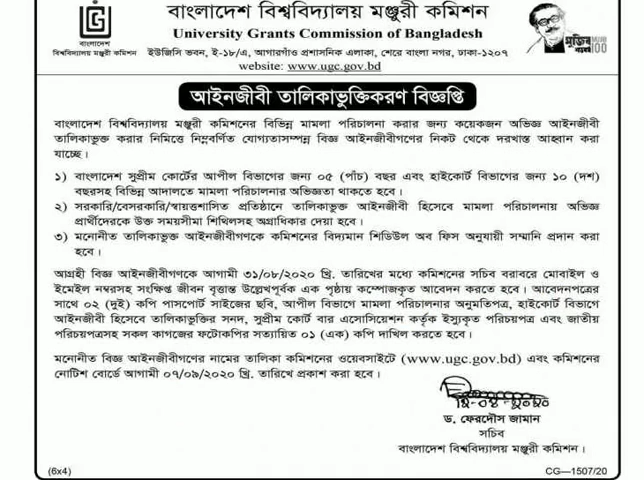 বাংলাদেশ বিশ্ববিদ্যালয় মঞ্জুরী কমিশন
University Grants Commission of Bangladesh
বাংলাদেশ
বিশ্ববিদ্যালয় মঞ্জুরী কমিশন
ইউজিসি ভবন, ই-১৮/এ, আগারগাঁও প্রশাসনিক এলাকা, শেরে বাংলা নগর, ঢাকা-১২০৭
website: www.ugc.gov.bd
মুজিব
100
আইনজীবী তালিকাভুক্তিকরণ বিজ্ঞপ্তি
বাংলাদেশ বিশ্ববিদ্যালয় মঞ্জুরী কমিশনের বিভিন্ন মামলা পরিচালনা করার জন্য কয়েকজন অভিজ্ঞ আইনজীবী
তালিকাভুক্ত করার নিমিত্তে নিম্নবর্ণিত যোগ্যতাসম্পন্ন বিজ্ঞ আইনজীবীগণের নিকট থেকে দরখাস্ত আহ্বান করা
যাচ্ছে।
১) বাংলাদেশ সুপ্রীম কোর্টের আপীল বিভাগের জন্য ০৫ (পাঁচ) বছর এবং হাইকোর্ট বিভাগের জন্য ১০ (দশ)
বছরসহ বিভিন্ন আদালতে মামলা পরিচালনার অভিজ্ঞতা থাকতে হবে।
২) সরকারি/বেসরকারি/স্বায়ত্তশাসিত প্রতিষ্ঠানে তালিকাভুক্ত আইনজীবী হিসেবে মামলা পরিচালনায় অভিজ্ঞ
প্রার্থীদেরকে উক্ত সময়সীমা শিথিলসহ অগ্রাধিকার দেয়া হবে।
৩) মনোনীত তালিকাভুক্ত আইনজীবীগণকে কমিশনের বিদ্যমান শিডিউল অব ফিস অনুযায়ী সম্মানি প্রদান করা
হবে।
আগ্রহী বিজ্ঞ আইনজীবীগণকে আগামী ৩১/০৮/২০২০ খ্রি. তারিখের মধ্যে কমিশনের সচিব বরাবরে মোবাইল ও
ইমেইল নম্বরসহ সংক্ষিপ্ত জীবন বৃত্তান্ত উল্লেখপূর্বক এক পৃষ্ঠায় কম্পোজকৃত আবেদন করতে হবে। আবেদনপত্রের
সাথে ০২ (দুই) কপি পাসপোর্ট সাইজের ছবি, আপীল বিভাগে মামলা পরিচালনার অনুমতিপত্র, হাইকোর্ট বিভাগে
আইনজীবী হিসেবে তালিকাভুক্তির সনদ, সুপ্রীম কোর্ট বার এসোসিয়েশন কর্তৃক ইস্যুকৃত পরিচয়পত্র এবং জাতীয়
পরিচয়পত্রসহ সকল কাগজের ফটোকপির সত্যায়িত ০১ (এক) কপি দাখিল করতে হবে।
মনোনীত বিজ্ঞ আইনজীবীগণের নামের তালিকা কমিশনের ওয়েবসাইটে (www.ugc.gov.bd) এবং কমিশনের
নোটিশ বোর্ডে আগামী ০৭/০৯/২০২০ খ্রি. তারিখে প্রকাশ করা হবে।
ড. ফেরদৌস জামান
সচিব
বাংলাদেশ বিশ্ববিদ্যালয় মঞ্জুরী কমিশন।
(6x4)
CG—1507/20